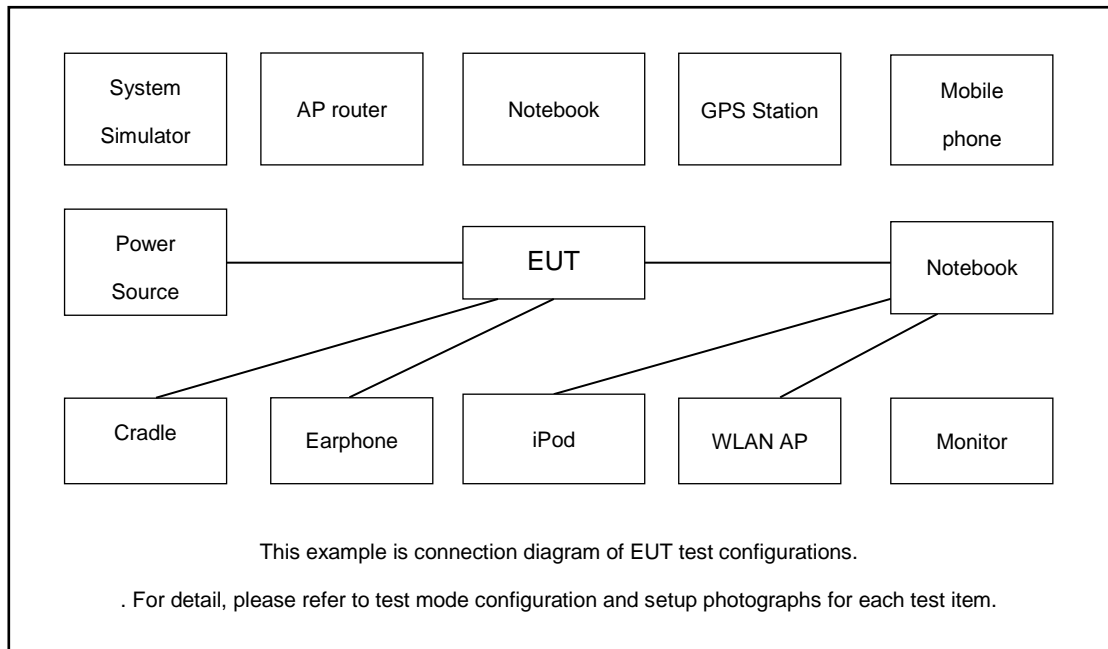 System
Simulator
AP router
Notebook
GPS Station
Mobile
phone
Power
Source
EUT
Notebook
Cradle
Earphone
iPod
WLAN AP
Monitor
This example is connection diagram of EUT test configurations.
. For detail, please refer to test mode configuration and setup photographs for each test item.